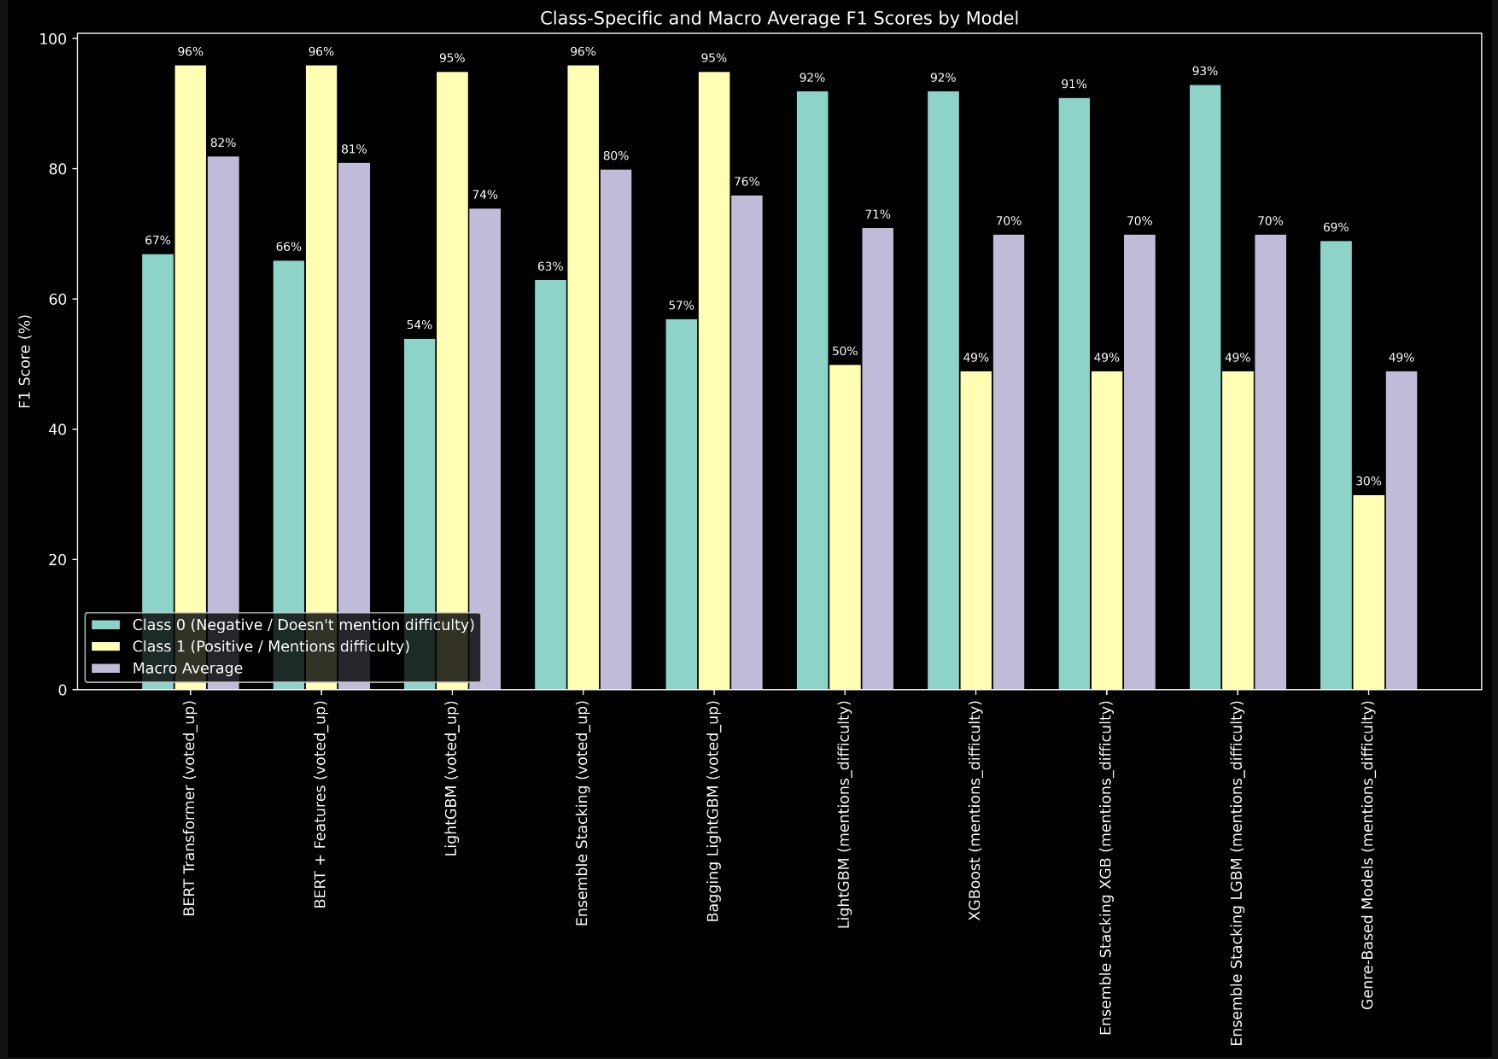 Class-Specific and Macro Average F1 Scores by Model
100
80
60
40
20
0
F1 Score (%)
67%
96%
82%
66%
96%
81%
54%
95%
74%
63%
96%
80%
57%
95%
76%
92%
50%
71%
92%
49%
70%
91%
49%
70%
93%
49%
70%
69%
30%
49%
Class 0 (Negative / Doesn't mention difficulty)
Class 1 (Positive / Mentions difficulty)
Macro Average
BERT Transformer (voted_up)
BERT + Features (voted_up)
LightGBM (voted_up)
Ensemble Stacking (voted_up)
Bagging LightGBM (voted_up)
LightGBM (mentions_difficulty)
XGBoost (mentions_difficulty)
Ensemble Stacking XGB (mentions_difficulty)
Ensemble Stacking LGBM (mentions_difficulty)
Genre-Based Models (mentions_difficulty)